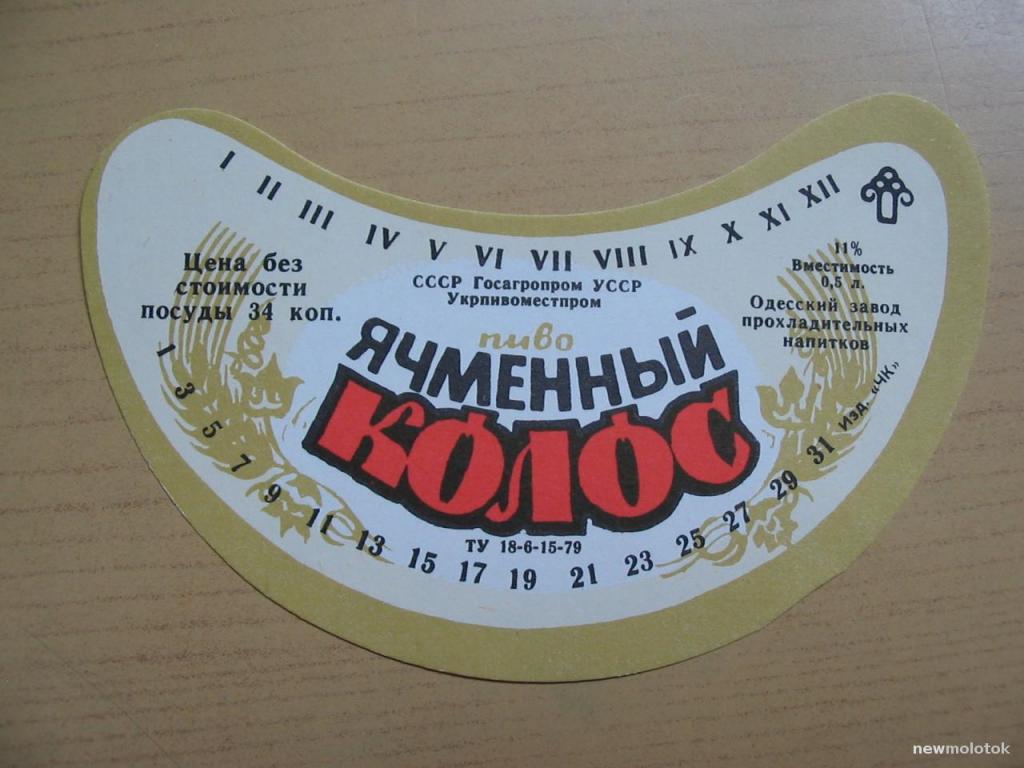 I II III IV V VI VII VIII IX X XI XII
Цена без
стоимости
посуды 34 коп.
СССР Госагропром УССР
Укрпивоместпром
пиво
ЯЧМЕННЫЙ
КОЛОС
ТУ 18-6-15-79
11%
Вместимость
0,5 л.
Одесский завод
прохладительных
напитков
1 3 5 7 9 11 13 15 17 19 21 23 25 27 29 31
изд. «ЧК»
newmolotok